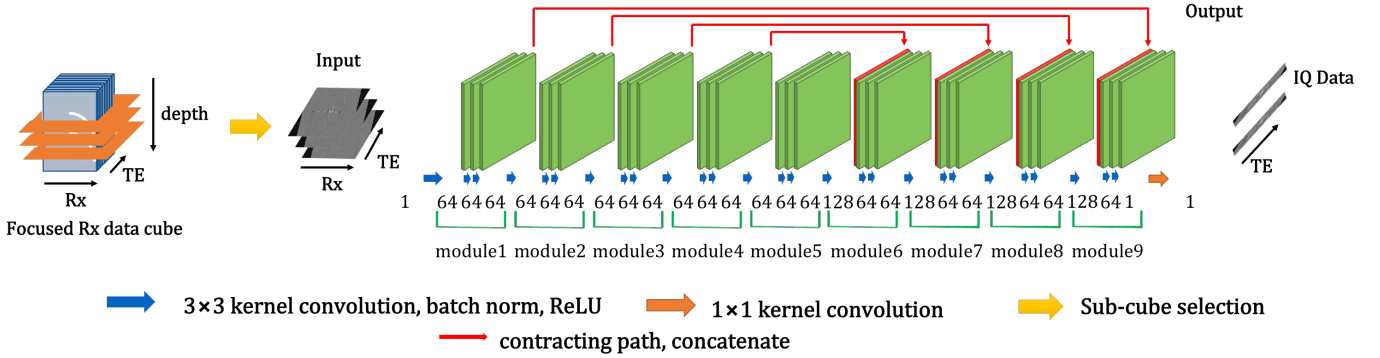 Output
Input
IQ Data
depth
TE
TE
TE
Rx
Rx
Focused Rx data cube
1 64 64 64 64 64 64 64 64 64 64 64 64 64 64 64 128 64 64 128 64 64 128 64 64 128 64 1 1
module1 module2 module3 module4 module5 module6 module7 module8 module9
3×3 kernel convolution, batch norm, ReLU 1×1 kernel convolution Sub-cube selection
contracting path, concatenate